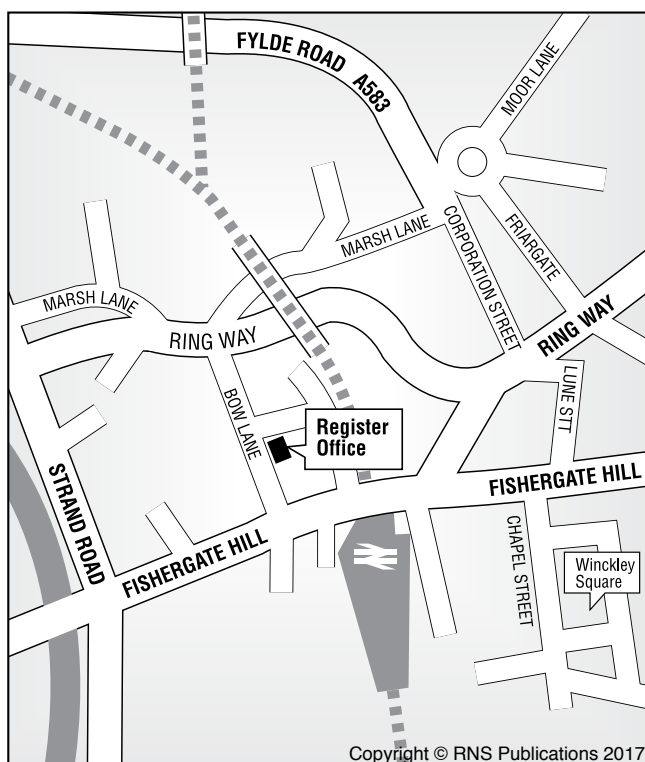 FYLDE ROAD A583
MOOR LANE
MARSH LANE
CORPORATION STREET
FRIARGATE
MARSH LANE
RING WAY
RING WAY
BOW LANE
LUNE STT
Register
Office
STRAND ROAD
FISHERGATE HILL
FISHERGATE HILL
CHAPEL STREET
Winckley
Square
Copyright © RNS Publications 2017